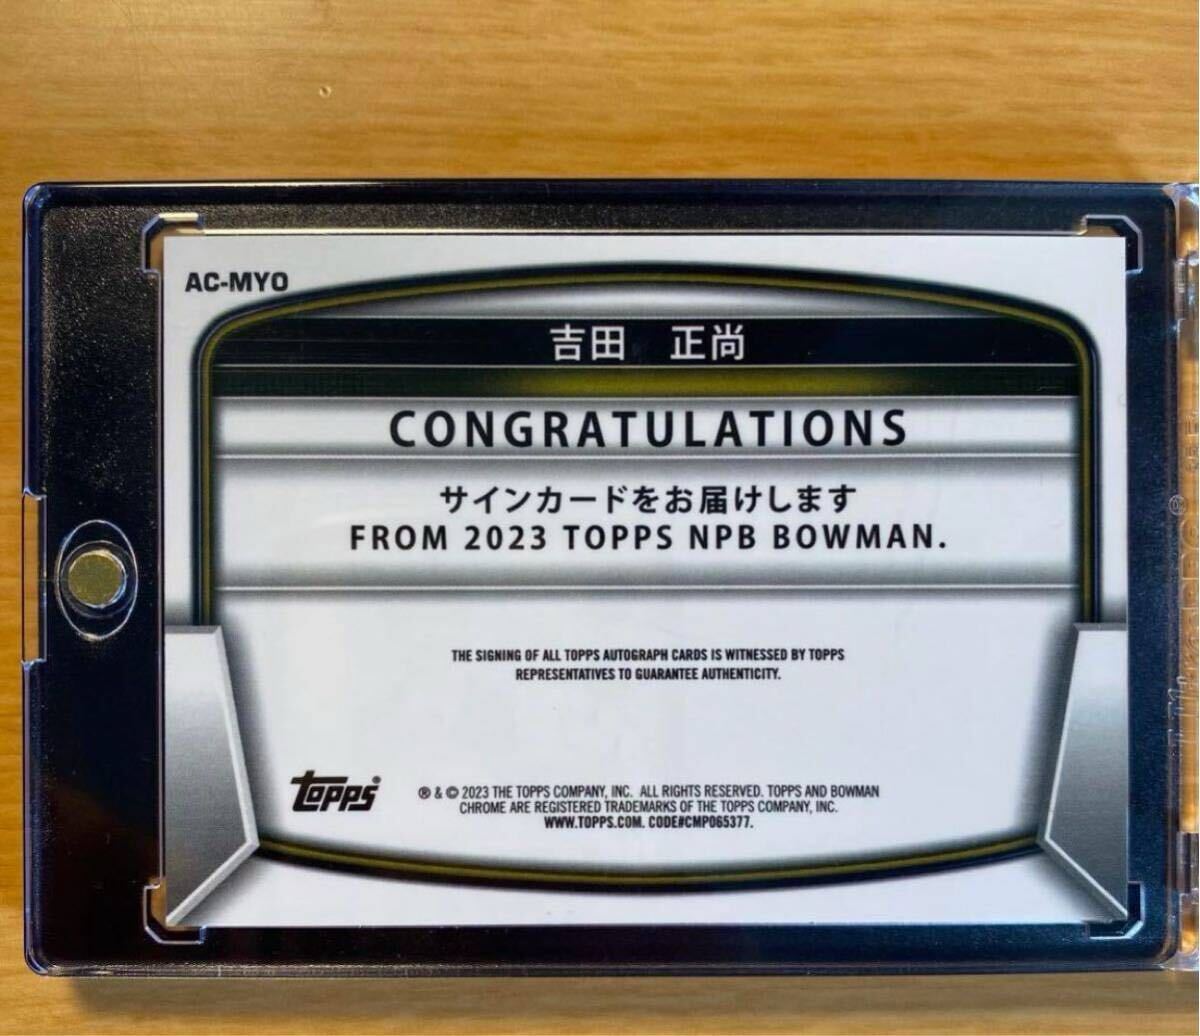 AC-MYO
吉田　正尚
CONGRATULATIONS
サインカードをお届けします
FROM 2023 TOPPS NPB BOWMAN.
THE SIGNING OF ALL TOPPS AUTOGRAPH CARDS IS WITNESSED BY TOPPS
REPRESENTATIVES TO GUARANTEE AUTHENTICITY.
topps®
® & © 2023 THE TOPPS COMPANY, INC. ALL RIGHTS RESERVED. TOPPS AND BOWMAN
CHROME ARE REGISTERED TRADEMARKS OF THE TOPPS COMPANY, INC.
WWW.TOPPS.COM. CODE#CMP065377.